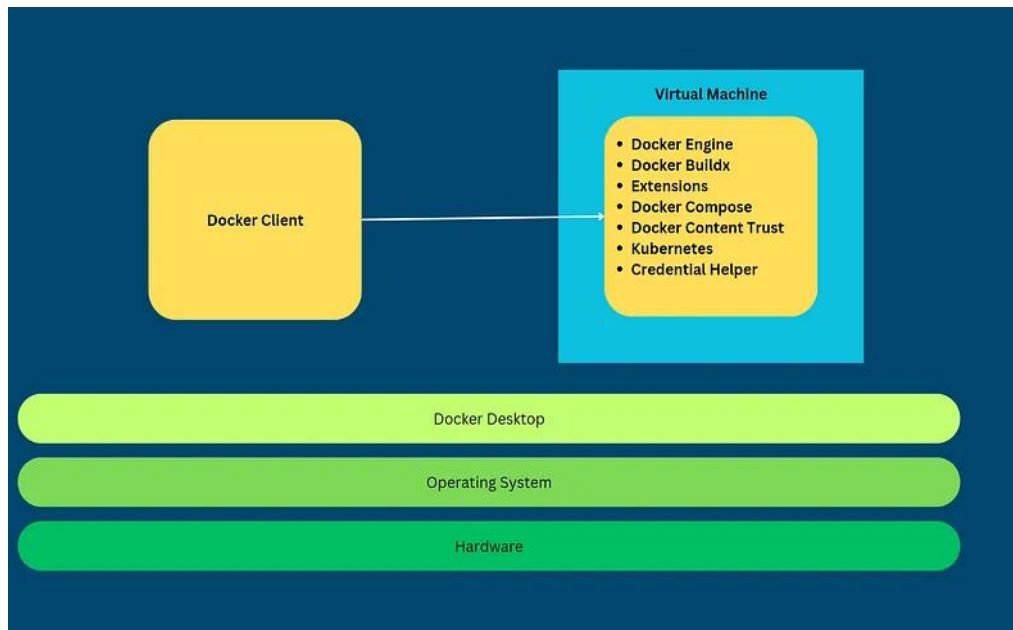 Virtual Machine
Docker Client
• Docker Engine
• Docker Buildx
• Extensions
• Docker Compose
• Docker Content Trust
• Kubernetes
• Credential Helper
Docker Desktop
Operating System
Hardware